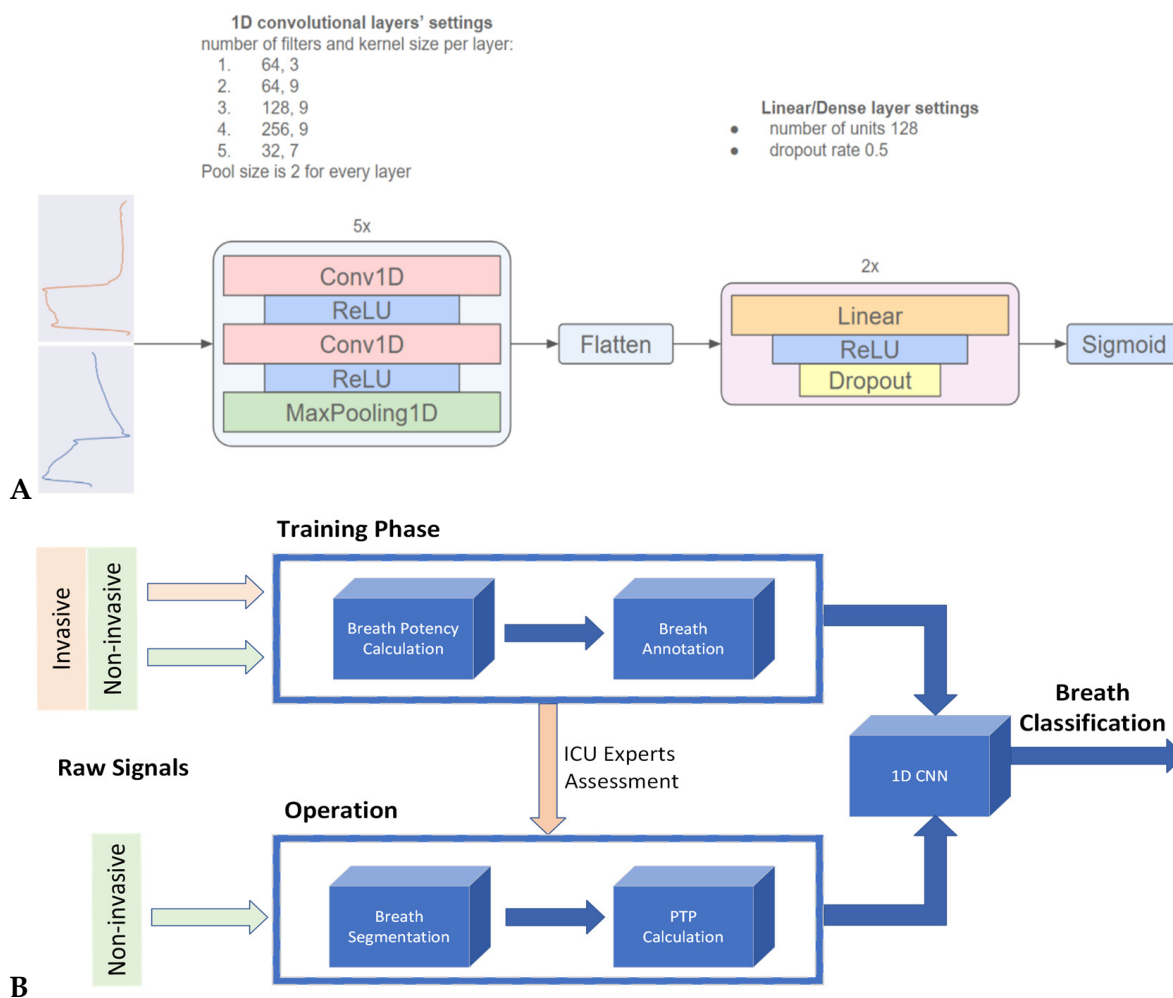 1D convolutional layers' settings
number of filters and kernel size per layer:
1. 64, 3
2. 64, 9
3. 128, 9
4. 256, 9
5. 32, 7
Pool size is 2 for every layer
Linear/Dense layer settings
● number of units 128
● dropout rate 0.5
5x
Conv1D
ReLU
Conv1D
ReLU
MaxPooling1D
Flatten
2x
Linear
ReLU
Dropout
Sigmoid
A
Training Phase
Invasive
Non-invasive
Breath Potency
Calculation
Breath
Annotation
Raw Signals
ICU Experts
Assessment
Breath
Classification
1D CNN
Operation
Non-invasive
Breath
Segmentation
PTP
Calculation
B